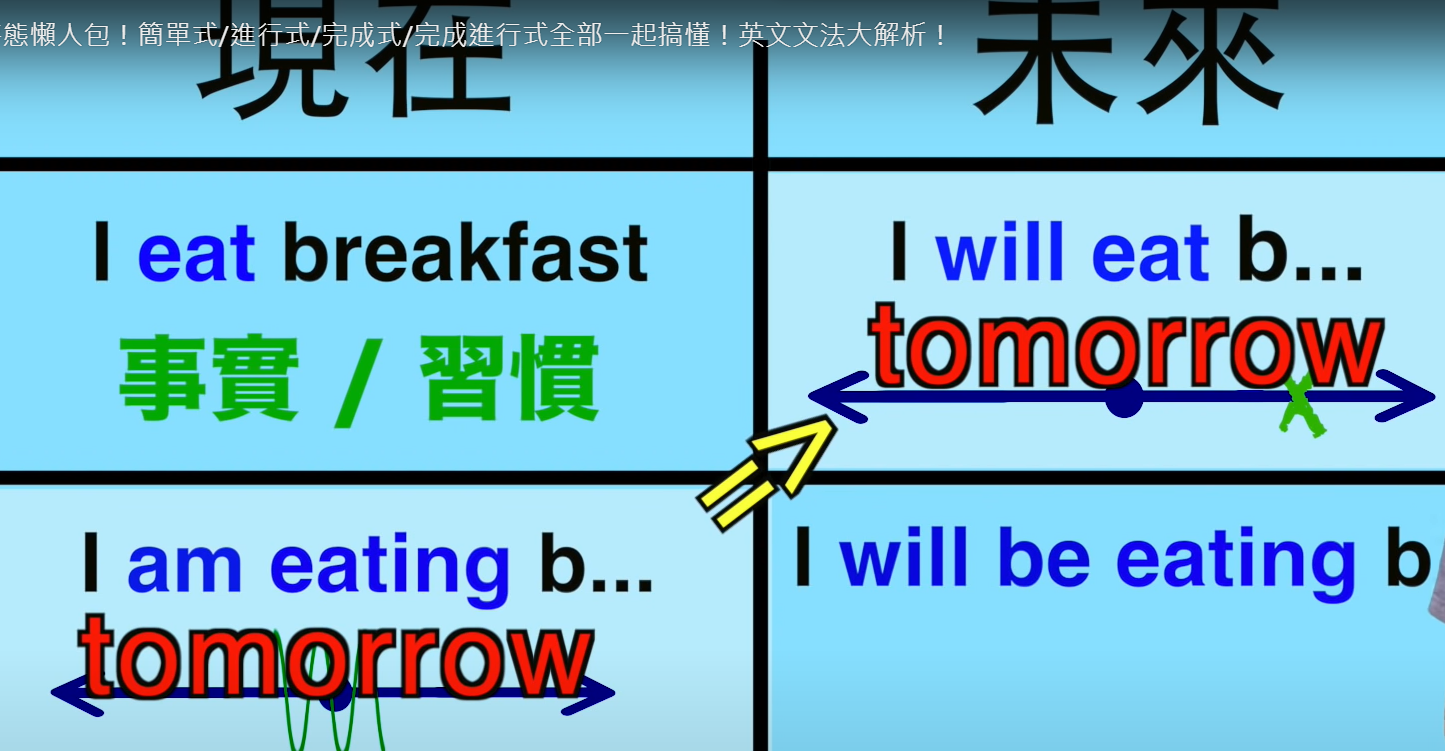 態懶人包！簡單式/進行式/完成式/完成進行式全部一起搞懂！英文文法大解析！
現在
未來
I eat breakfast
事實 / 習慣
I will eat b...
tomorrow
I am eating b...
tomorrow
I will be eating b